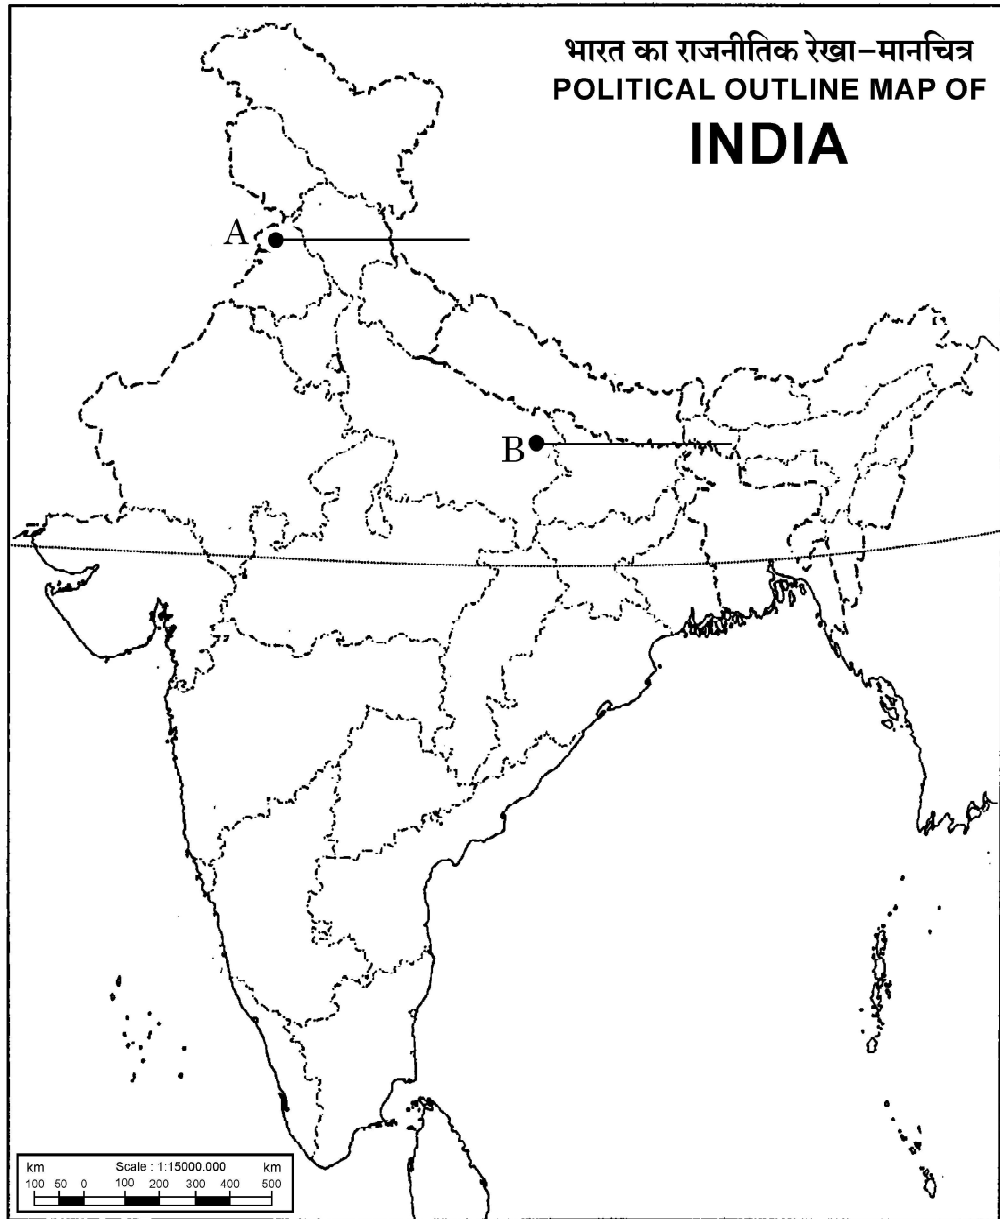 भारत का राजनीतिक रेखा–मानचित्र
POLITICAL OUTLINE MAP OF
INDIA
A
B
km Scale : 1:15000.000 km
100 50 0 100 200 300 400 500